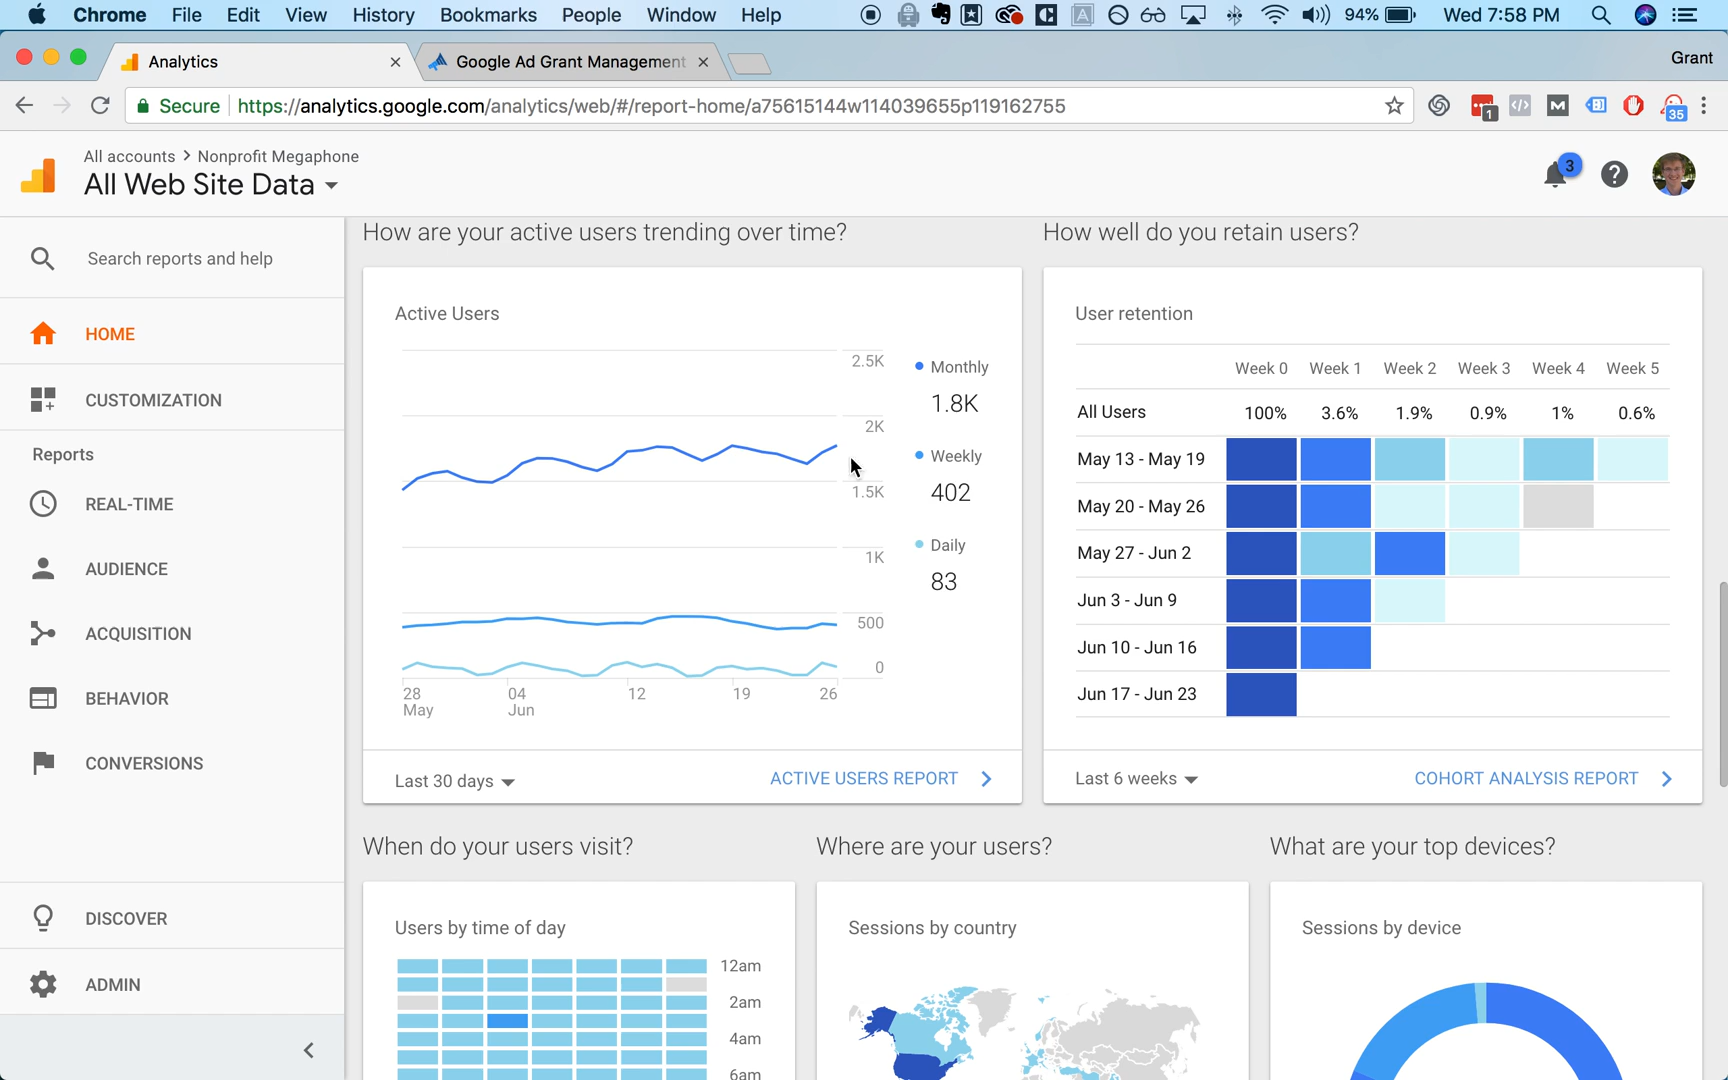 Chrome File Edit View History Bookmarks People Window Help 94% Wed 7:58 PM
Analytics
Google Ad Grant Management
Grant
Secure https://analytics.google.com/analytics/web/#/report-home/a75615144w114039655p119162755
1
35
All accounts > Nonprofit Megaphone
All Web Site Data
3
Search reports and help
HOME
CUSTOMIZATION
Reports
REAL-TIME
AUDIENCE
ACQUISITION
BEHAVIOR
CONVERSIONS
DISCOVER
ADMIN
How are your active users trending over time?
Active Users
2.5K
2K
1.5K
1K
500
0
28 04 12 19 26
May Jun
Monthly
1.8K
Weekly
402
Daily
83
Last 30 days
ACTIVE USERS REPORT
How well do you retain users?
User retention
Week 0 Week 1 Week 2 Week 3 Week 4 Week 5
All Users 100% 3.6% 1.9% 0.9% 1% 0.6%
May 13 - May 19
May 20 - May 26
May 27 - Jun 2
Jun 3 - Jun 9
Jun 10 - Jun 16
Jun 17 - Jun 23
Last 6 weeks
COHORT ANALYSIS REPORT
When do your users visit?
Users by time of day
12am
2am
4am
6am
Where are your users?
Sessions by country
What are your top devices?
Sessions by device